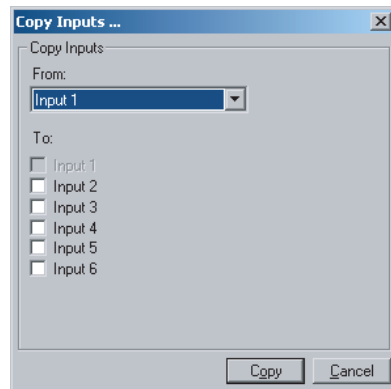 Copy Inputs ...
Copy Inputs
From:
Input 1
To:
Input 1
Input 2
Input 3
Input 4
Input 5
Input 6
Copy Cancel